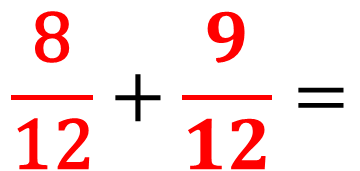 8/12 + 9/12 =